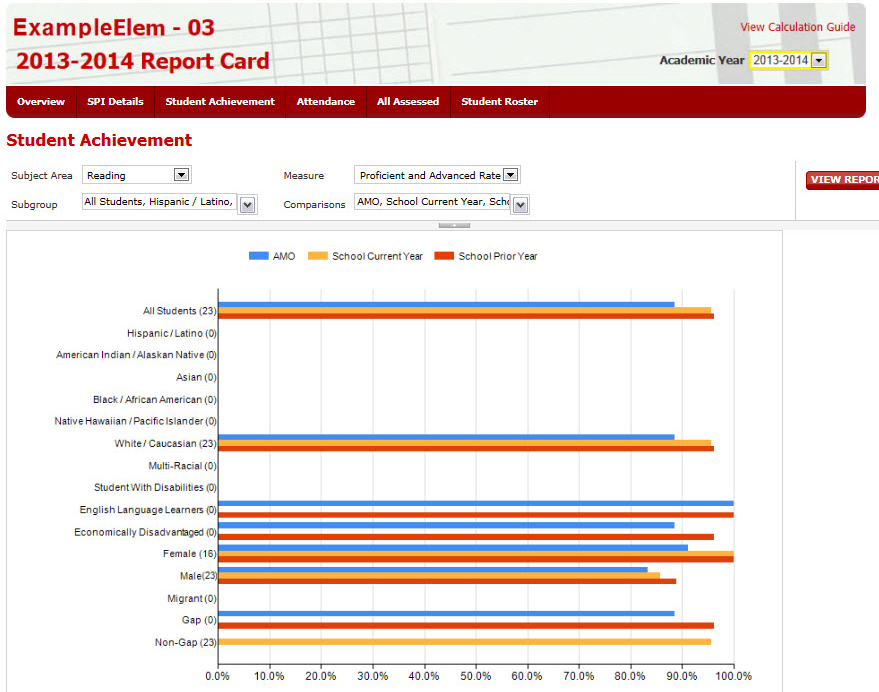 ExampleElem - 03
View Calculation Guide
2013-2014 Report Card
Academic Year 2013-2014
Overview SPI Details Student Achievement Attendance All Assessed Student Roster
Student Achievement
Subject Area Reading Measure Proficient and Advanced Rate
VIEW REPOR
Subgroup All Students, Hispanic / Latino, Comparisons AMO, School Current Year, Scho
AMO School Current Year School Prior Year
All Students (23)
Hispanic / Latino (0)
American Indian / Alaskan Native (0)
Asian (0)
Black / African American (0)
Native Hawaiian / Pacific Islander (0)
White / Caucasian (23)
Multi-Racial (0)
Student With Disabilities (0)
English Language Learners (0)
Economically Disadvantaged (0)
Female (16)
Male(23)
Migrant (0)
Gap (0)
Non-Gap (23)
0.0% 10.0% 20.0% 30.0% 40.0% 50.0% 60.0% 70.0% 80.0% 90.0% 100.0%